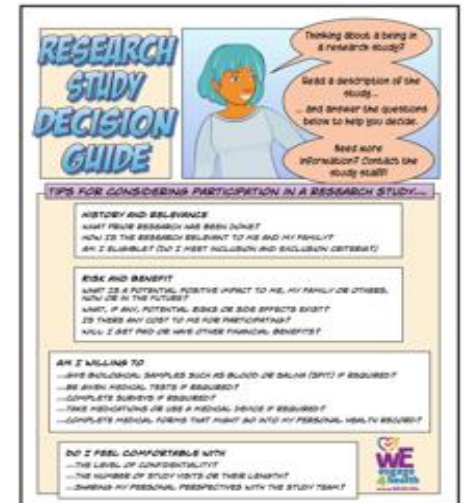 RESEARCH
STUDY
DECISION
GUIDE
Thinking about a being in
a research study?
Read a description of the
study...
... and answer the questions
below to help you decide.
Need more
information? Contact the
study staff!
TIPS FOR CONSIDERING PARTICIPATION IN A RESEARCH STUDY...
HISTORY AND RELEVANCE
WHAT PRIOR RESEARCH HAS BEEN DONE?
HOW IS THE RESEARCH RELEVANT TO ME AND MY FAMILY?
AM I ELIGIBLE? (DO I MEET INCLUSION AND EXCLUSION CRITERIA?)
RISK AND BENEFIT
WHAT IS A POTENTIAL POSITIVE IMPACT TO ME, MY FAMILY OR OTHERS,
NOW OR IN THE FUTURE?
WHAT, IF ANY, POTENTIAL RISKS OR SIDE EFFECTS EXIST?
IS THERE ANY COST TO ME FOR PARTICIPATING?
WILL I GET PAID OR HAVE OTHER FINANCIAL BENEFITS?
AM I WILLING TO
...GIVE BIOLOGICAL SAMPLES SUCH AS BLOOD OR SALIVA (SPIT) IF REQUIRED?
...BE GIVEN MEDICAL TESTS IF REQUIRED?
...COMPLETE SURVEYS IF REQUIRED?
...TAKE MEDICATIONS OR USE A MEDICAL DEVICE IF REQUIRED?
...COMPLETE MEDICAL FORMS THAT MIGHT GO INTO MY PERSONAL HEALTH RECORD?
DO I FEEL COMFORTABLE WITH
...THE LEVEL OF CONFIDENTIALITY?
...THE NUMBER OF STUDY VISITS OR THEIR LENGTH?
...SHARING MY PERSONAL PERSPECTIVES WITH THE STUDY TEAM?
WE
engage
4 health